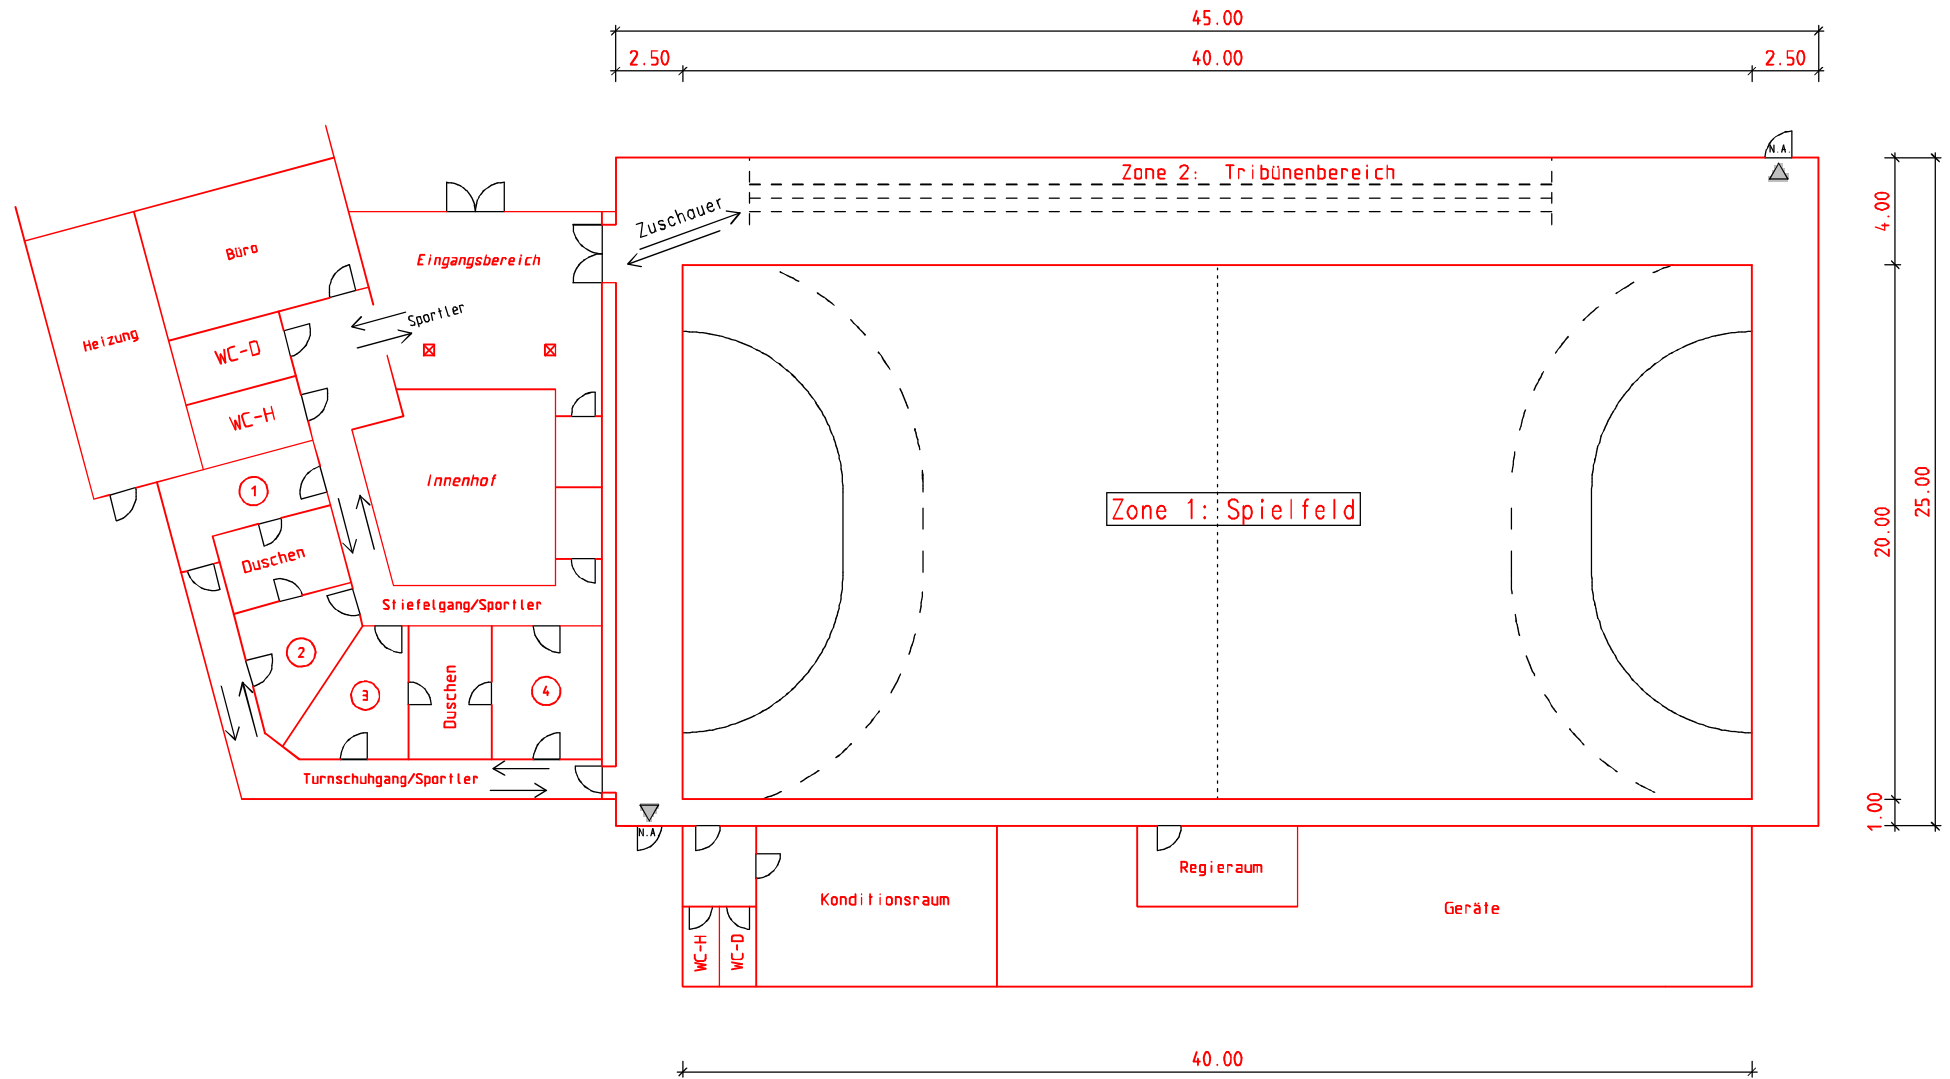 45.00
2.50
40.00
2.50
N.A.
Zone 2: Tribünenbereich
Zuschauer
4.00
Büro
Eingangsbereich
Sportler
Heizung
WC-D
WC-H
1
Innenhof
Zone 1: Spielfeld
20.00
25.00
Duschen
Stiefelgang/Sportler
2
3
Duschen
4
Turnschuhgang/Sportler
1.00
N.A
Regieraum
Konditionsraum
Geräte
WC-H
WC-D
40.00